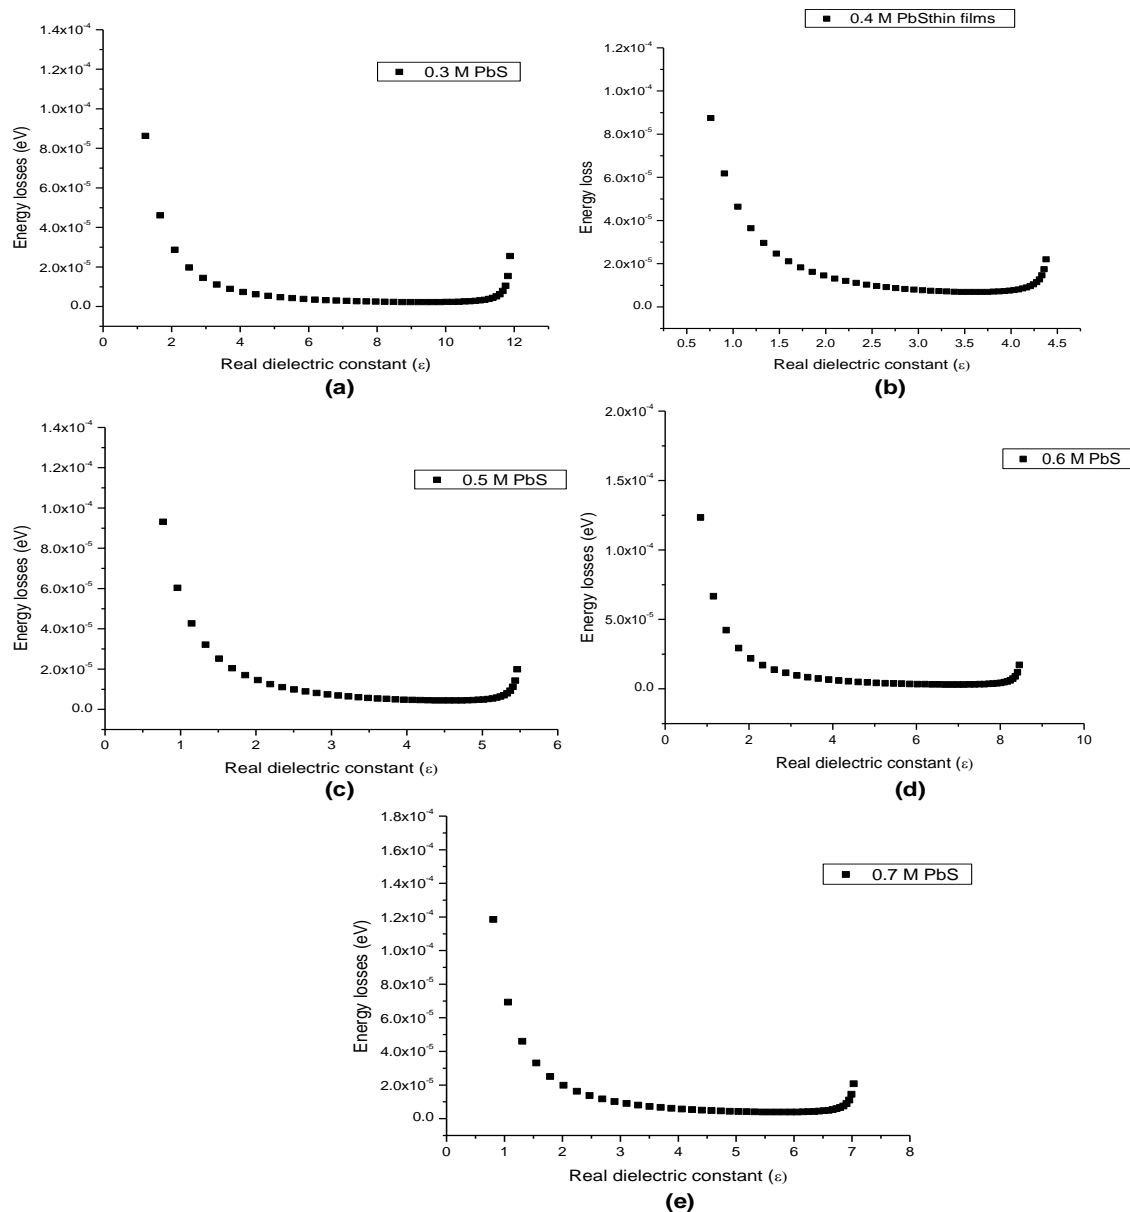 0.3 M PbS
1.4x10-4
1.2x10-4
1.0x10-4
8.0x10-5
6.0x10-5
4.0x10-5
2.0x10-5
0.0
Energy losses (eV)
0 2 4 6 8 10 12
Real dielectric constant (ε)
(a)
0.4 M PbSthin films
1.2x10-4
1.0x10-4
8.0x10-5
6.0x10-5
4.0x10-5
2.0x10-5
0.0
Energy loss
0.5 1.0 1.5 2.0 2.5 3.0 3.5 4.0 4.5
Real dielectric constant (ε)
(b)
0.5 M PbS
1.4x10-4
1.2x10-4
1.0x10-4
8.0x10-5
6.0x10-5
4.0x10-5
2.0x10-5
0.0
Energy losses (eV)
0 1 2 3 4 5 6
Real dielectric constant (ε)
(c)
0.6 M PbS
2.0x10-4
1.5x10-4
1.0x10-4
5.0x10-5
0.0
Energy losses (eV)
0 2 4 6 8 10
Real dielectric constant (ε)
(d)
0.7 M PbS
1.8x10-4
1.6x10-4
1.4x10-4
1.2x10-4
1.0x10-4
8.0x10-5
6.0x10-5
4.0x10-5
2.0x10-5
0.0
Energy losses (eV)
0 1 2 3 4 5 6 7 8
Real dielectric constant (ε)
(e)